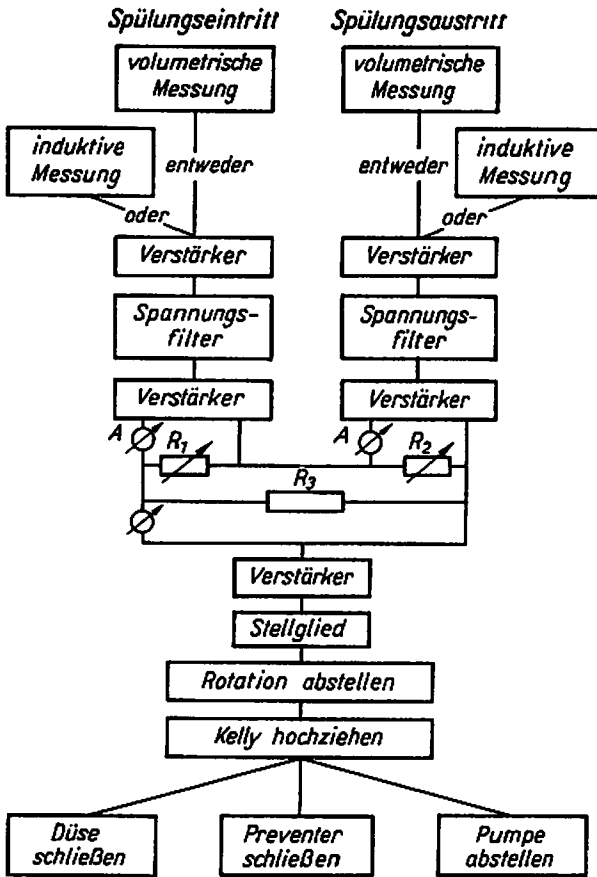 Spülungseintritt
Spülungsaustritt
volumetrische
Messung
volumetrische
Messung
induktive
Messung
entweder
entweder
induktive
Messung
oder
oder
Verstärker
Verstärker
Spannungs-
filter
Spannungs-
filter
Verstärker
Verstärker
A
R1
A
R2
R3
Verstärker
Stellglied
Rotation abstellen
Kelly hochziehen
Düse
schließen
Preventer
schließen
Pumpe
abstellen